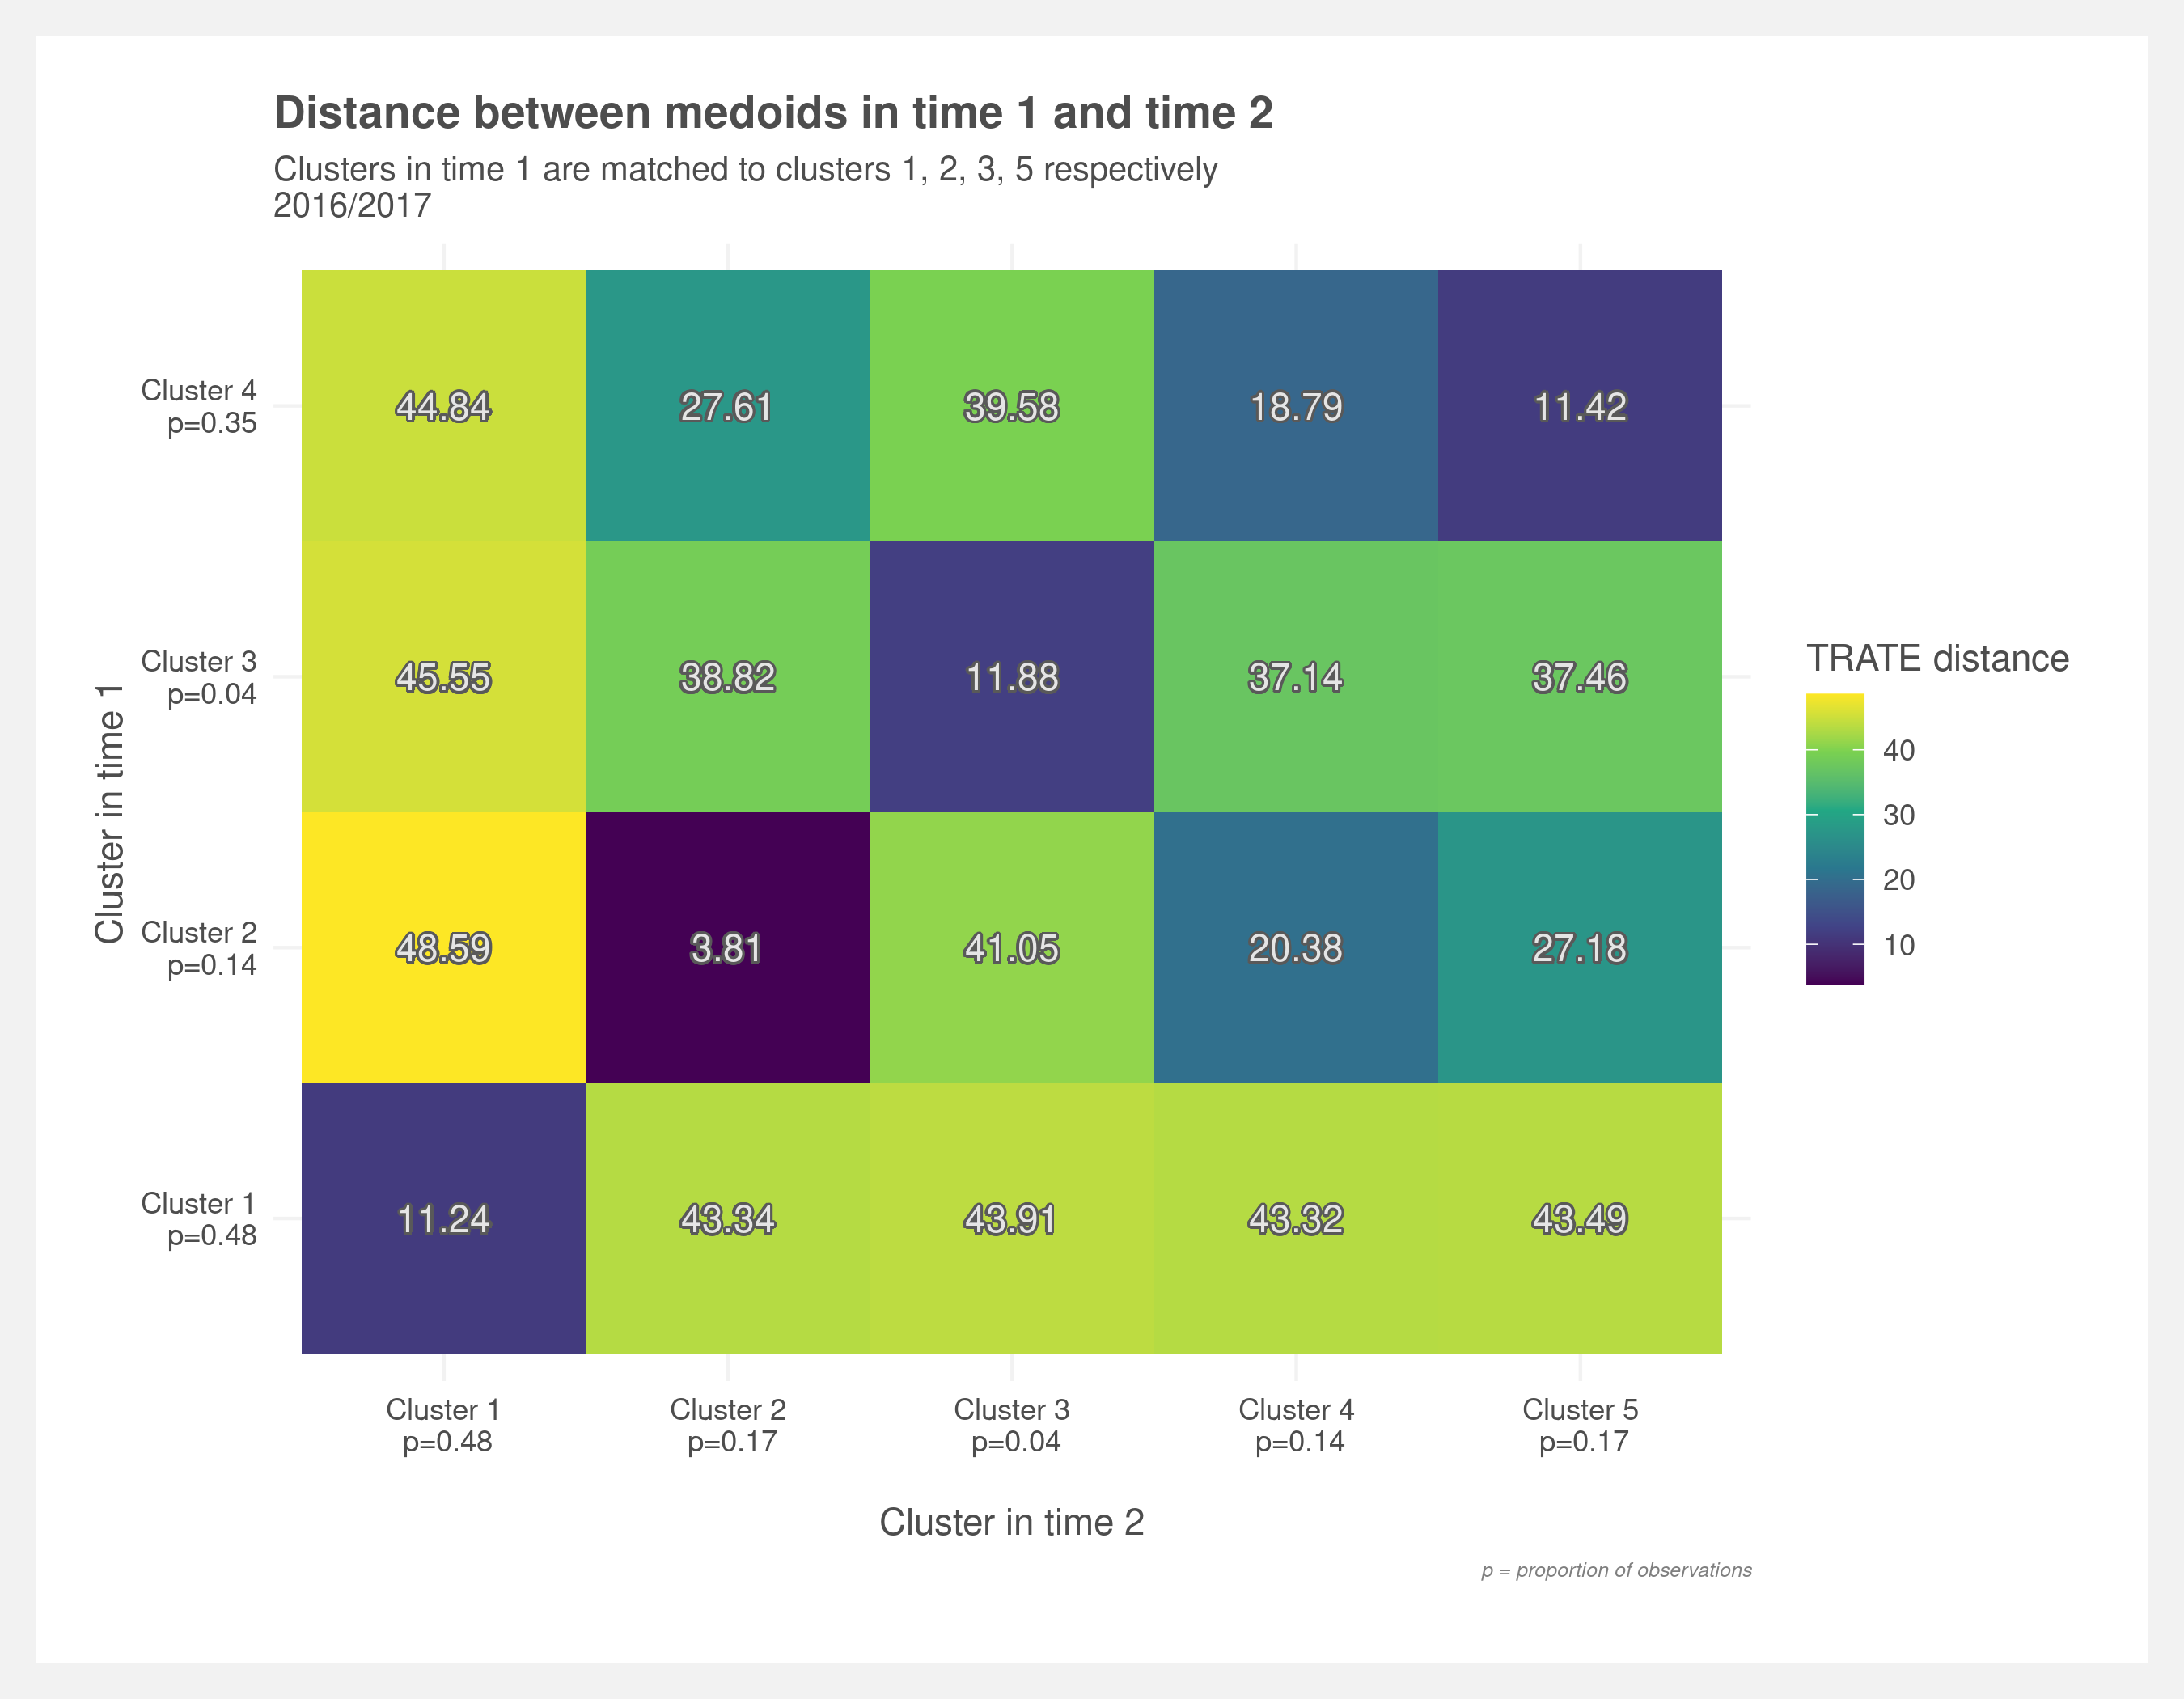 Distance between medoids in time 1 and time 2
Clusters in time 1 are matched to clusters 1, 2, 3, 5 respectively
2016/2017
Cluster in time 1
Cluster 4
p=0.35
44.84 27.61 39.58 18.79 11.42
Cluster 3
p=0.04
45.55 38.82 11.88 37.14 37.46
Cluster 2
p=0.14
48.59 3.81 41.05 20.38 27.18
Cluster 1
p=0.48
11.24 43.34 43.91 43.32 43.49
Cluster 1 Cluster 2 Cluster 3 Cluster 4 Cluster 5
p=0.48 p=0.17 p=0.04 p=0.14 p=0.17
Cluster in time 2
TRATE distance
40
30
20
10
p = proportion of observations